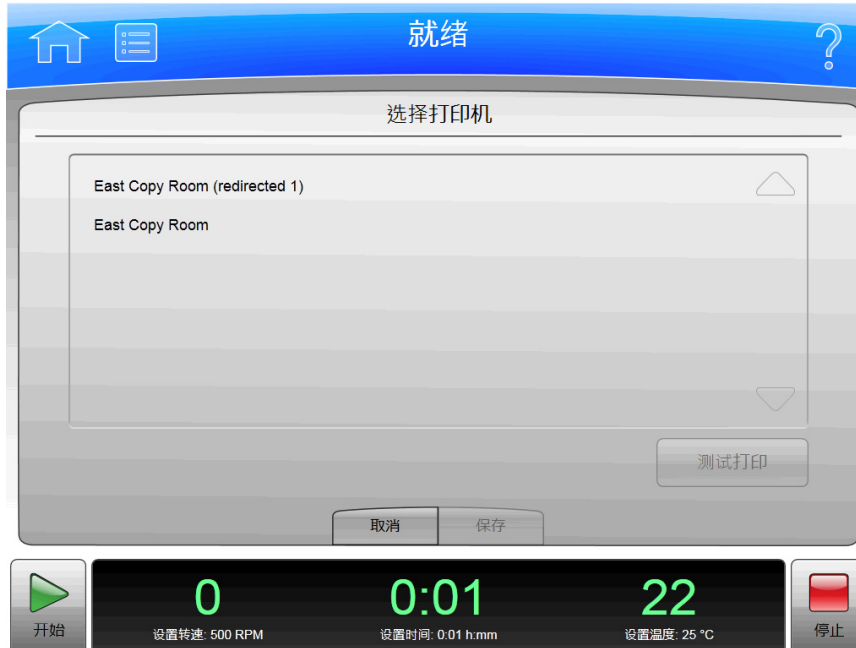 就绪
?
选择打印机
East Copy Room (redirected 1)
East Copy Room
测试打印
取消 保存
0 0:01 22
设置转速: 500 RPM 设置时间: 0:01 h:mm 设置温度: 25 °C
开始 停止